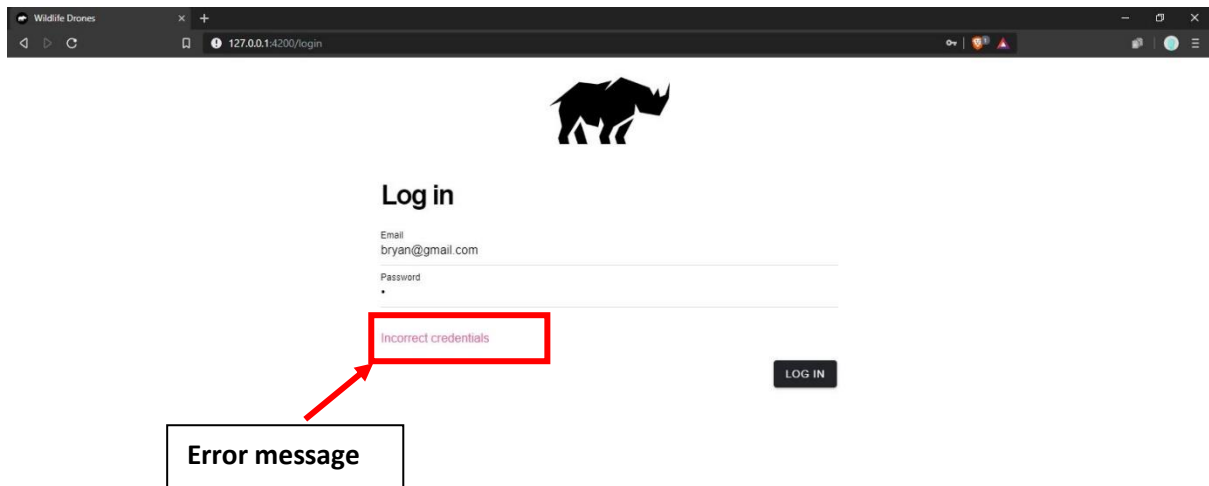 Wildlife Drones
127.0.0.1:4200/login
Log in
Email
bryan@gmail.com
Password
Incorrect credentials
LOG IN
Error message